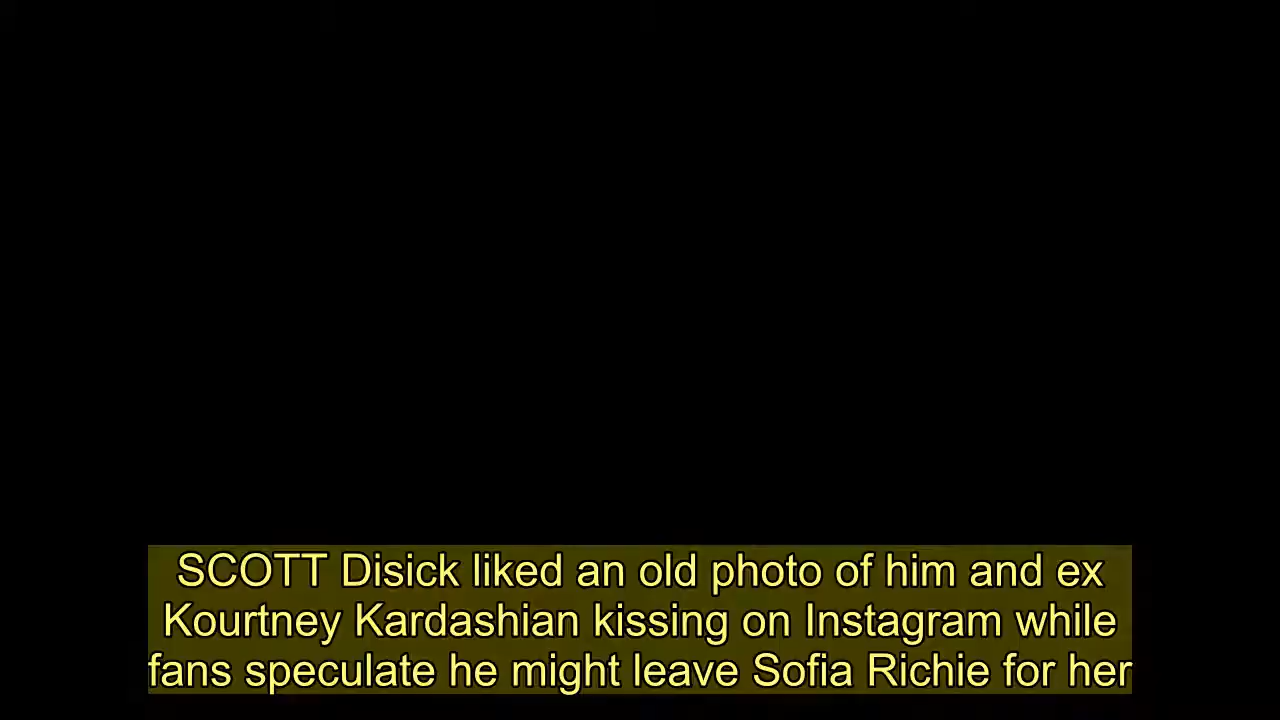 SCOTT Disick liked an old photo of him and ex
Kourtney Kardashian kissing on Instagram while
fans speculate he might leave Sofia Richie for her